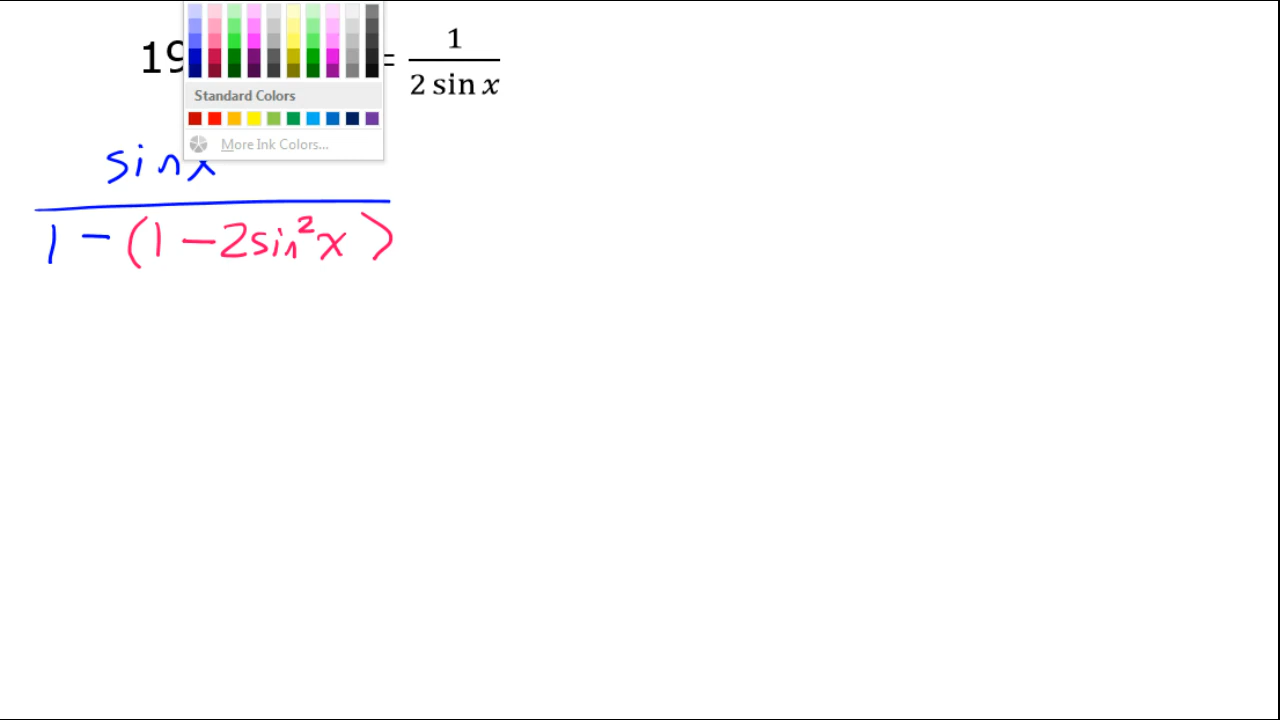 19 = 1 / 2 sin x
Standard Colors
More Ink Colors...
sinx
1 - (1 - 2sin²x)